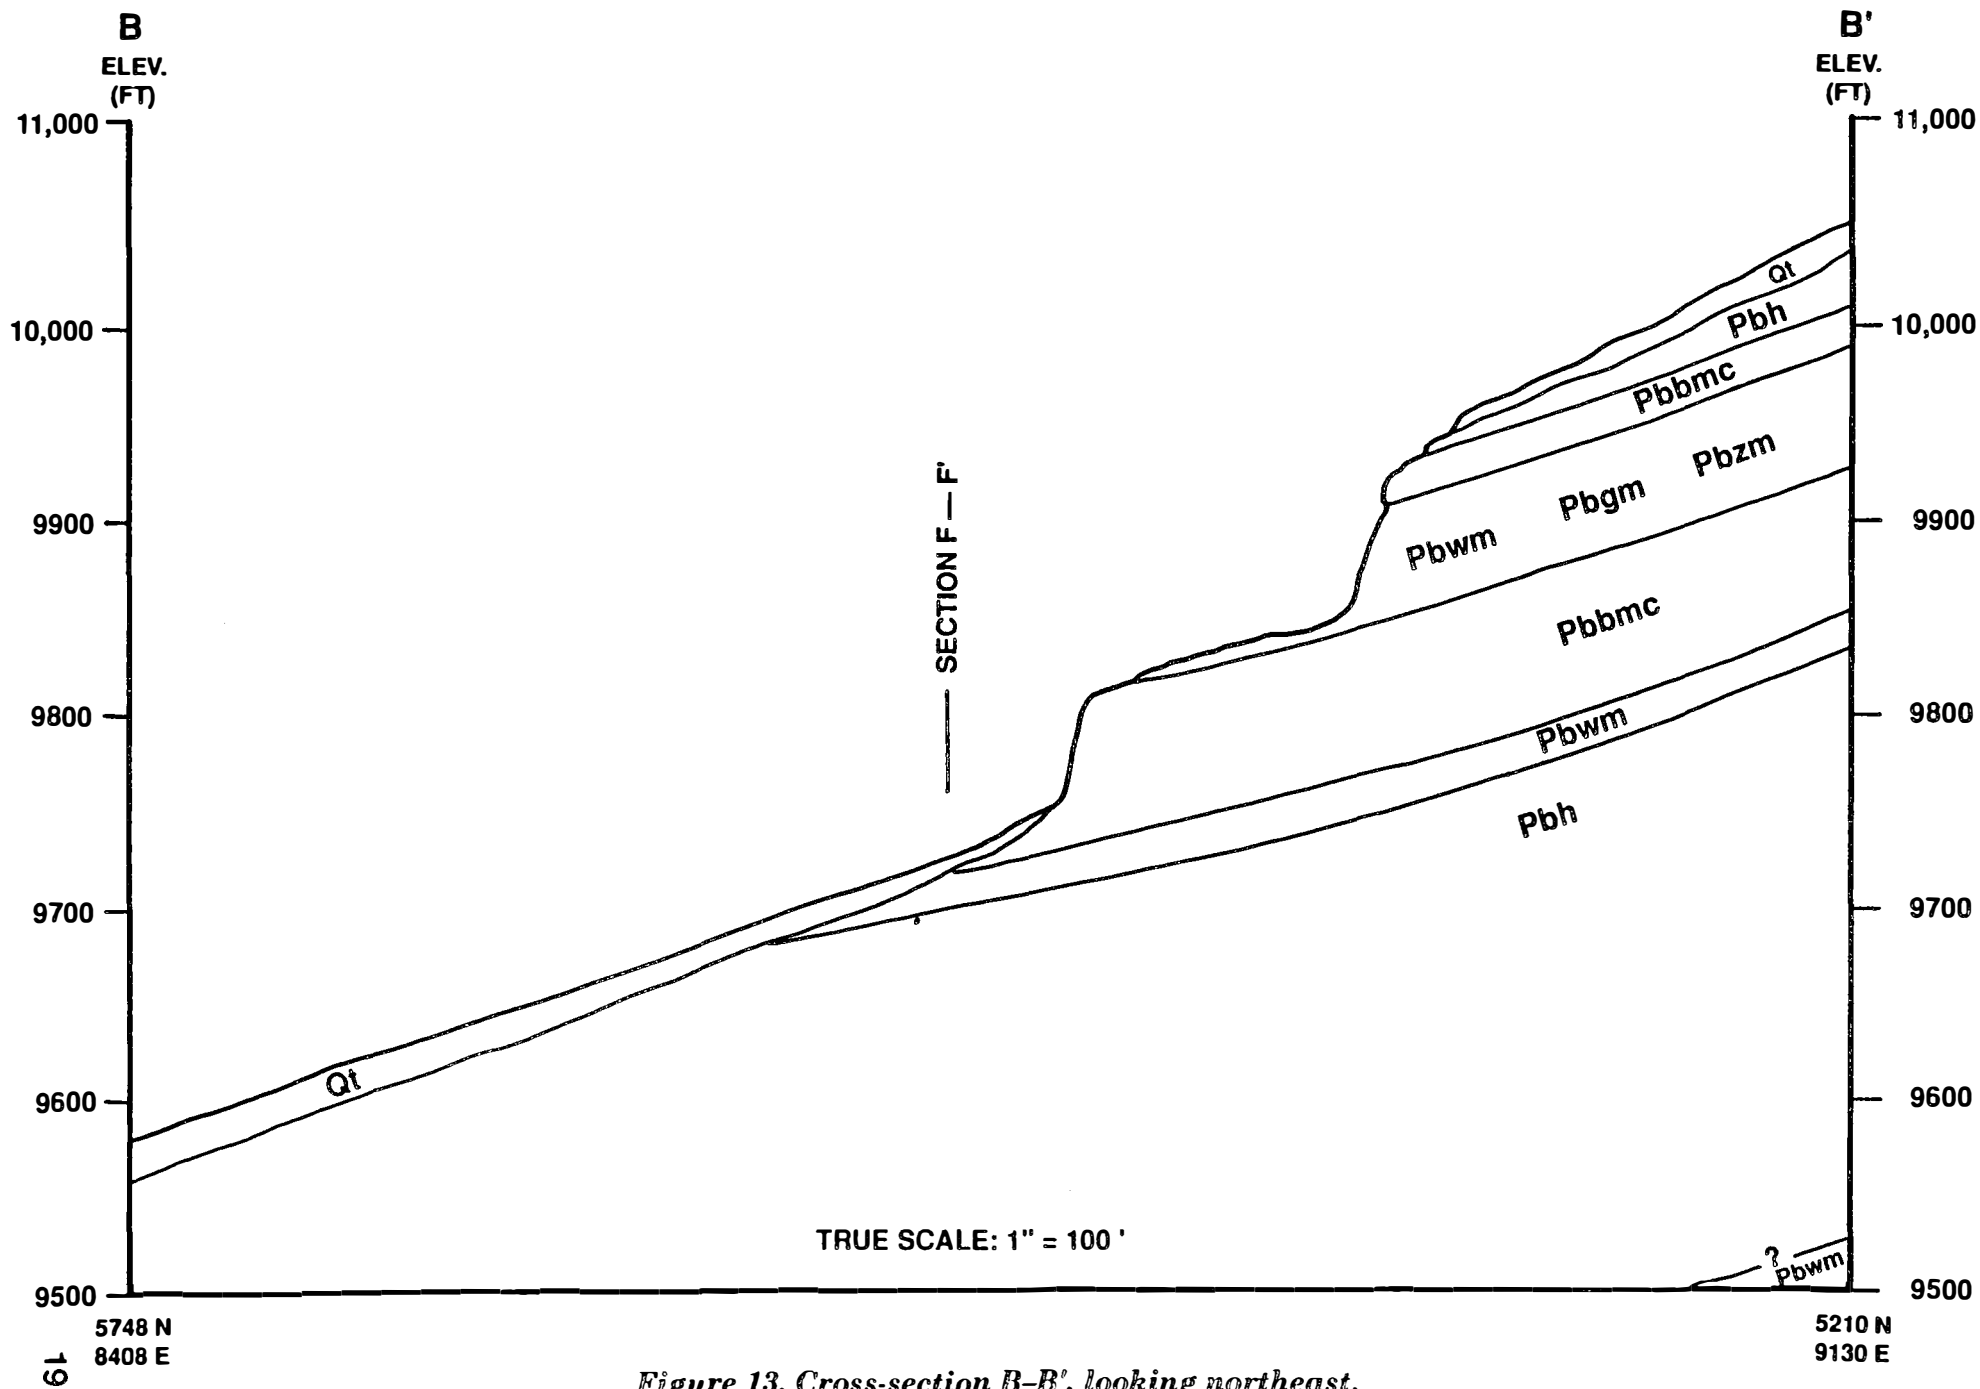 B
ELEV.
(FT)
B'
ELEV.
(FT)
11,000
10,000
9900
9800
9700
9600
9500
11,000
10,000
9900
9800
9700
9600
9500
SECTION F — F'
Qt
Pbh
Pbbmc
Pbzm
Pbgm
Pbwm
Pbbmc
Pbwm
Pbh
Qt
?
Pbwm
TRUE SCALE: 1" = 100 '
5748 N
8408 E
5210 N
9130 E
19
Figure 13. Cross-section B–B', looking northeast.